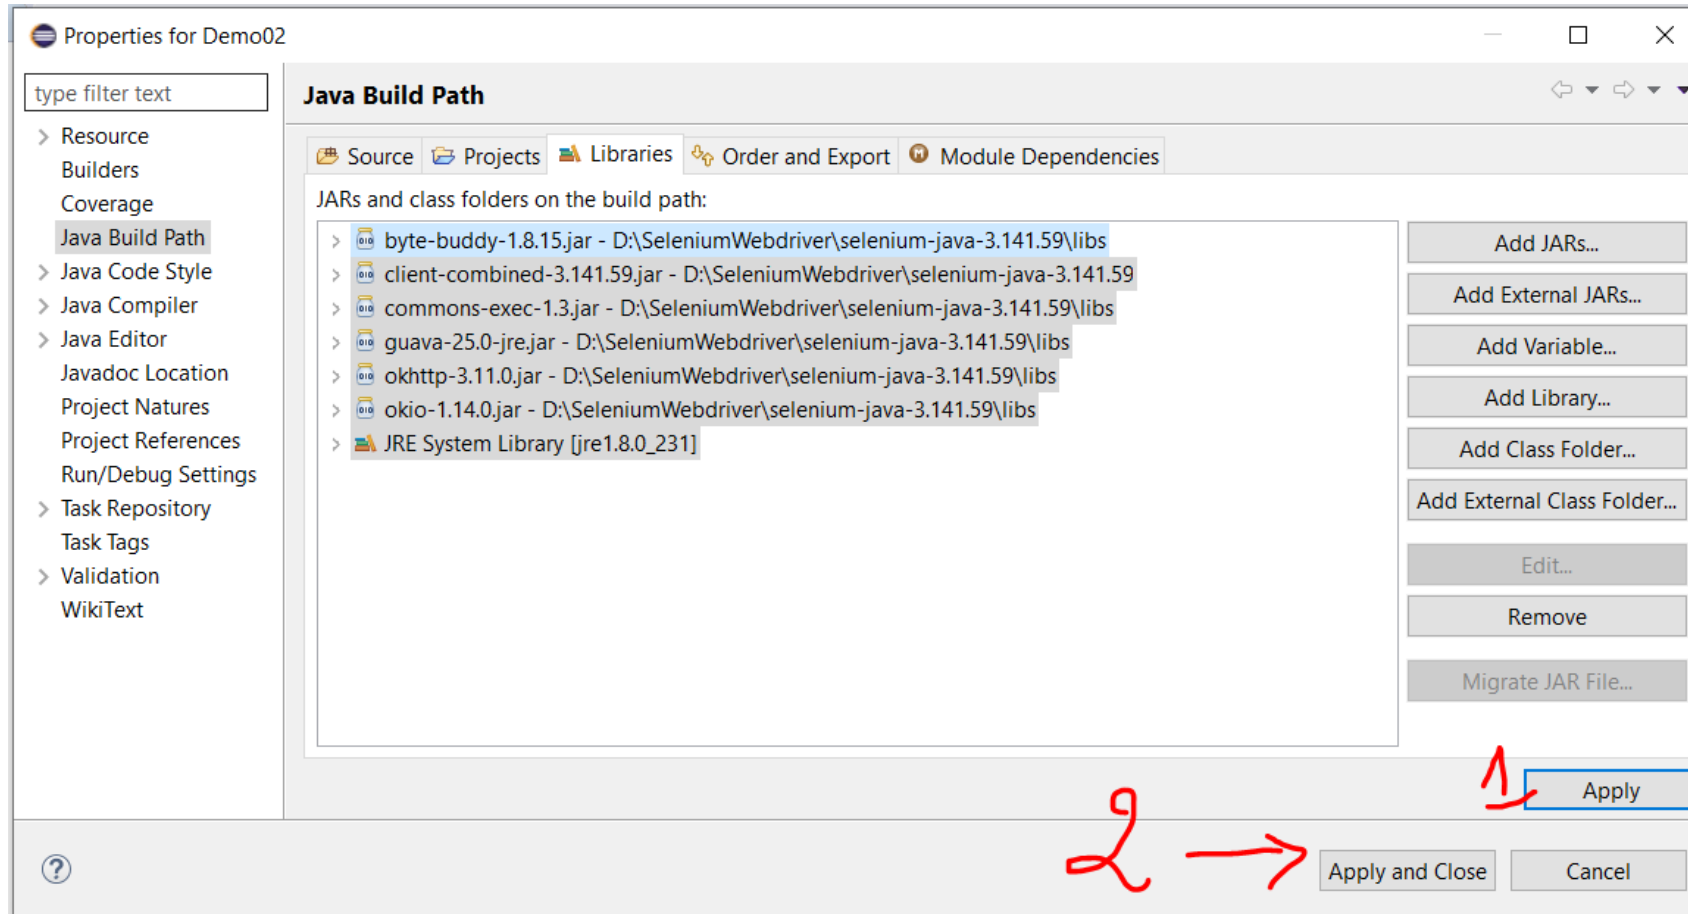 Properties for Demo02
type filter text
Resource
Builders
Coverage
Java Build Path
Java Code Style
Java Compiler
Java Editor
Javadoc Location
Project Natures
Project References
Run/Debug Settings
Task Repository
Task Tags
Validation
WikiText
Java Build Path
Source Projects Libraries Order and Export Module Dependencies
JARs and class folders on the build path:
byte-buddy-1.8.15.jar - D:\SeleniumWebdriver\selenium-java-3.141.59\libs
client-combined-3.141.59.jar - D:\SeleniumWebdriver\selenium-java-3.141.59
commons-exec-1.3.jar - D:\SeleniumWebdriver\selenium-java-3.141.59\libs
guava-25.0-jre.jar - D:\SeleniumWebdriver\selenium-java-3.141.59\libs
okhttp-3.11.0.jar - D:\SeleniumWebdriver\selenium-java-3.141.59\libs
okio-1.14.0.jar - D:\SeleniumWebdriver\selenium-java-3.141.59\libs
JRE System Library [jre1.8.0_231]
Add JARs...
Add External JARs...
Add Variable...
Add Library...
Add Class Folder...
Add External Class Folder...
Edit...
Remove
Migrate JAR File...
1 Apply
2 Apply and Close Cancel